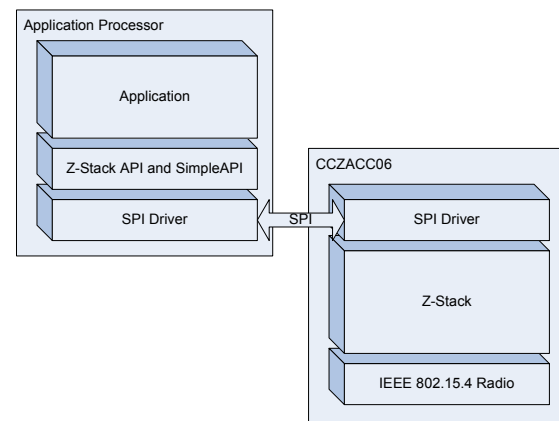 Application Processor
Application
Z-Stack API and SimpleAPI
SPI Driver
SPI
CCZACC06
SPI Driver
Z-Stack
IEEE 802.15.4 Radio